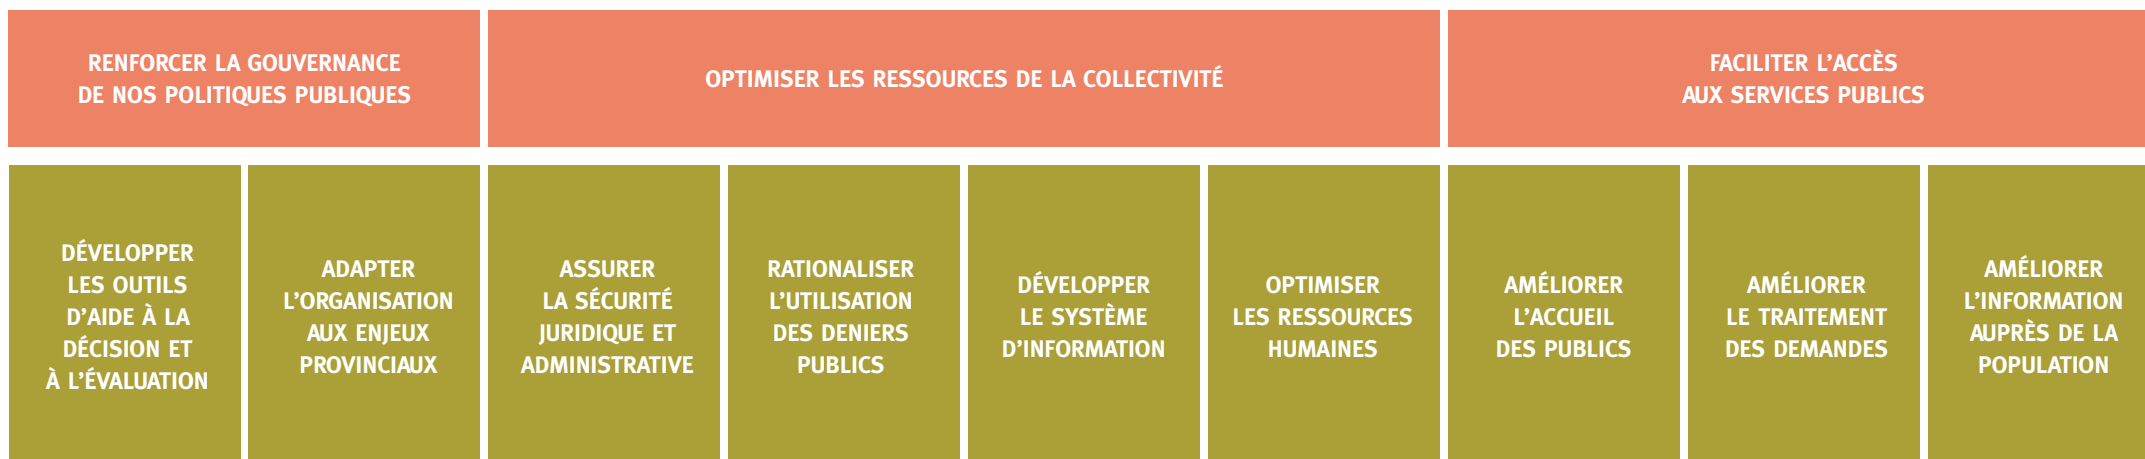 RENFORCER LA GOUVERNANCE
DE NOS POLITIQUES PUBLIQUES
OPTIMISER LES RESSOURCES DE LA COLLECTIVITÉ
FACILITER L’ACCÈS
AUX SERVICES PUBLICS
DÉVELOPPER
LES OUTILS
D’AIDE À LA
DÉCISION ET
À L’ÉVALUATION
ADAPTER
L’ORGANISATION
AUX ENJEUX
PROVINCIAUX
ASSURER
LA SÉCURITÉ
JURIDIQUE ET
ADMINISTRATIVE
RATIONALISER
L’UTILISATION
DES DENIERS
PUBLICS
DÉVELOPPER
LE SYSTÈME
D’INFORMATION
OPTIMISER
LES RESSOURCES
HUMAINES
AMÉLIORER
L’ACCUEIL
DES PUBLICS
AMÉLIORER
LE TRAITEMENT
DES DEMANDES
AMÉLIORER
L’INFORMATION
AUPRÈS DE LA
POPULATION